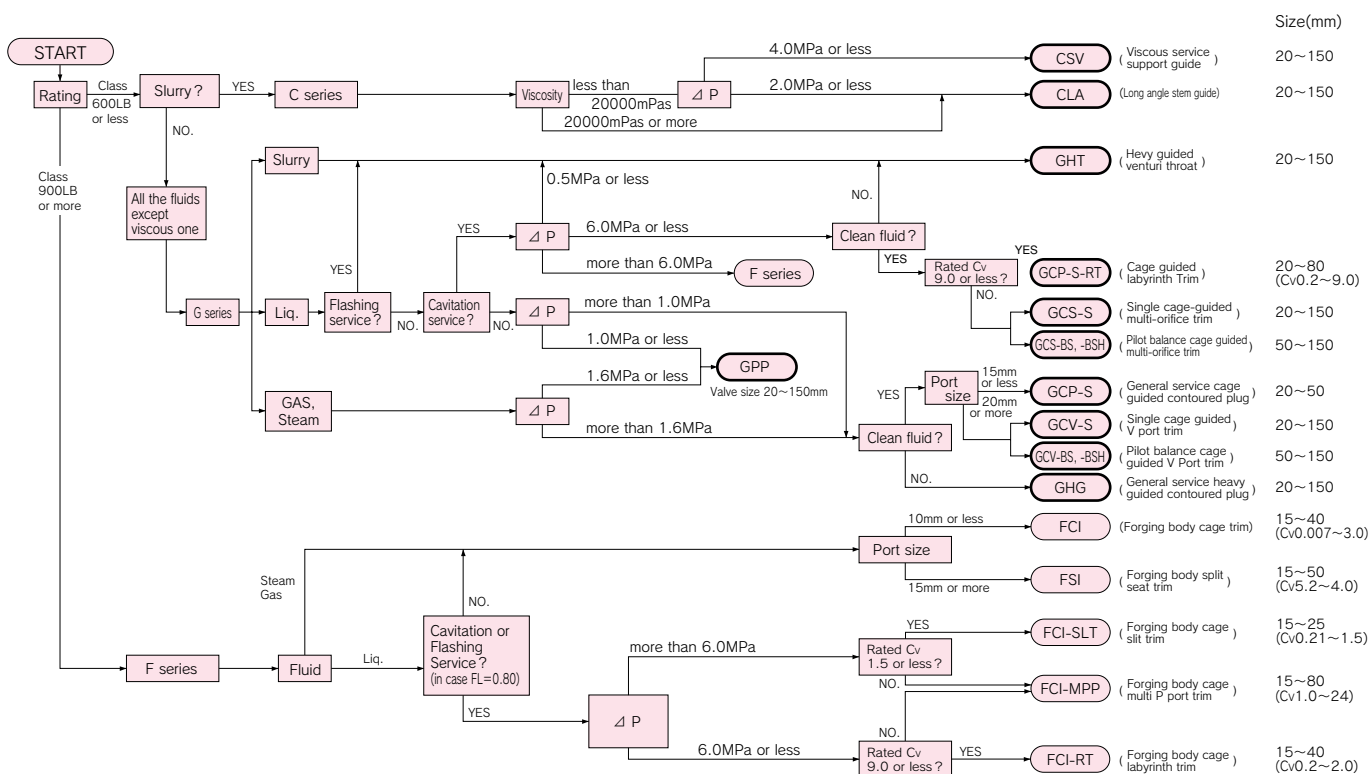 Size(mm)
START
Rating
Class
600LB
or less
Slurry ?
YES
C series
Viscosity
less than
20000mPas
20000mPas or more
⊿ P
4.0MPa or less
2.0MPa or less
CSV
( Viscous service
support guide )
20～150
CLA
(Long angle stem guide)
20～150
NO.
Class
900LB
or more
All the fluids
except
viscous one
Slurry
GHT
( Hevy guided
venturi throat )
20～150
0.5MPa or less
NO.
YES
YES
⊿ P
6.0MPa or less
more than 6.0MPa
F series
Clean fluid ?
YES
Rated Cv
9.0 or less ?
YES
NO.
GCP-S-RT
( Cage guided
labyrinth Trim )
20～80
(Cv0.2～9.0)
GCS-S
( Single cage-guided
multi-orifice trim )
20～150
GCS-BS, -BSH
( Pilot balance cage guided
multi-orifice trim )
50～150
G series
Liq.
Flashing
service ?
NO.
Cavitation
service ?
NO.
⊿ P
more than 1.0MPa
1.0MPa or less
1.6MPa or less
GPP
Valve size 20～150mm
GAS,
Steam
⊿ P
more than 1.6MPa
Clean fluid ?
YES
NO.
Port
size
15mm
or less
20mm
or more
GCP-S
( General service cage
guided contoured plug )
20～50
GCV-S
( Single cage guided
V port trim )
20～150
GCV-BS, -BSH
( Pilot balance cage
guided V Port trim )
50～150
GHG
( General service heavy
guided contoured plug )
20～150
10mm or less
FCI
(Forging body cage trim)
15～40
(Cv0.007～3.0)
Port size
15mm or more
FSI
( Forging body split
seat trim )
15～50
(Cv5.2～4.0)
Steam
Gas
NO.
F series
Fluid
Liq.
Cavitation or
Flashing
Service ?
(in case FL=0.80)
YES
⊿ P
more than 6.0MPa
6.0MPa or less
Rated Cv
1.5 or less ?
YES
NO.
FCI-SLT
( Forging body cage
slit trim )
15～25
(Cv0.21～1.5)
FCI-MPP
( Forging body cage
multi P port trim )
15～80
(Cv1.0～24)
NO.
Rated Cv
9.0 or less ?
YES
FCI-RT
( Forging body cage
labyrinth trim )
15～40
(Cv0.2～2.0)